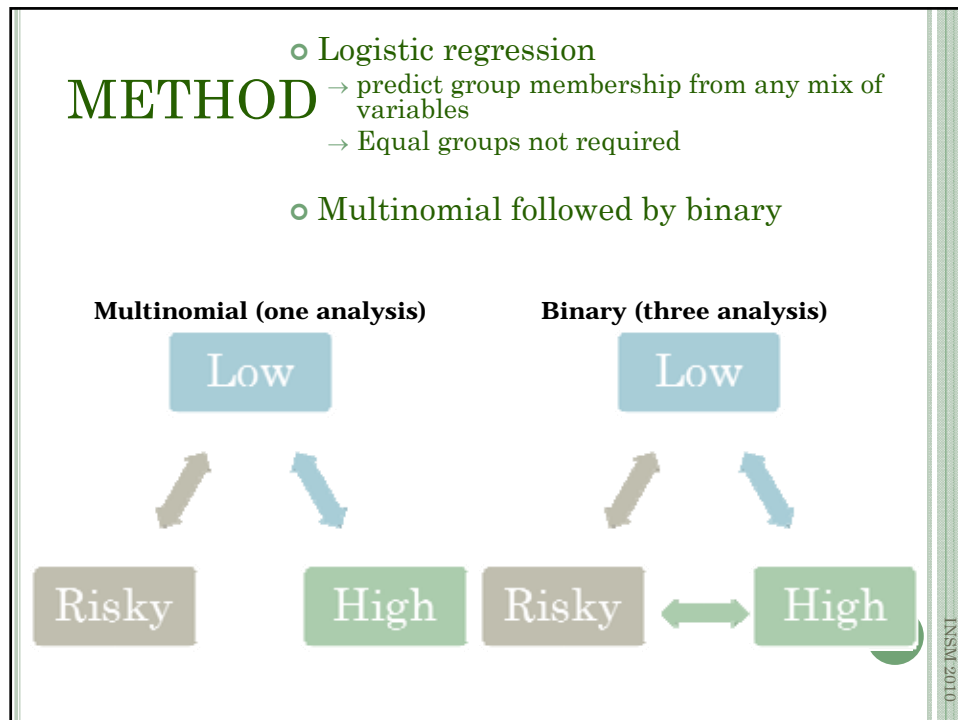 METHOD
Logistic regression
→ predict group membership from any mix of
variables
→ Equal groups not required
Multinomial followed by binary
Multinomial (one analysis)
Binary (three analysis)
Low
Risky
High
Low
Risky
High
INSM 2010